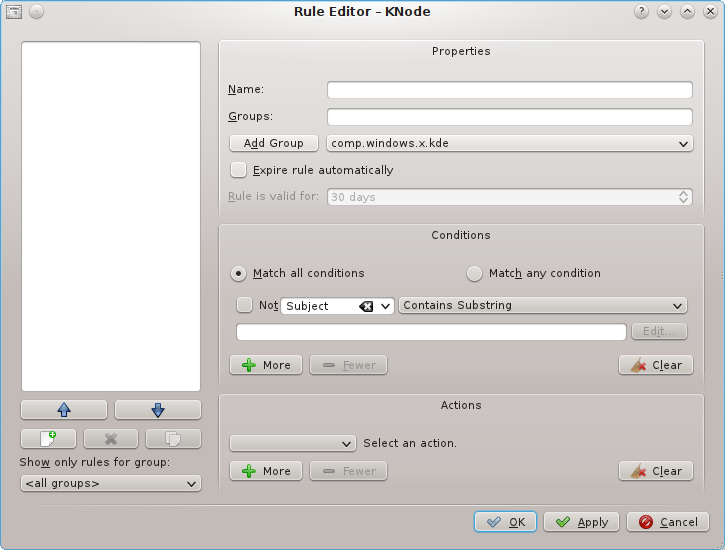 Rule Editor – KNode
Properties
Name:
Groups:
Add Group
comp.windows.x.kde
Expire rule automatically
Rule is valid for:
30 days
Conditions
Match all conditions
Match any condition
Not
Subject
Contains Substring
Edit...
More
Fewer
Clear
Actions
Select an action.
More
Fewer
Clear
Show only rules for group:
<all groups>
OK
Apply
Cancel